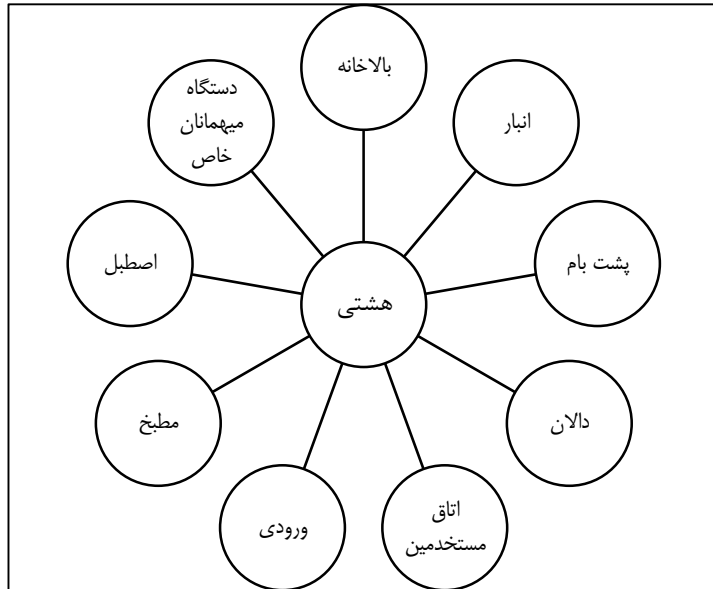 بالاخانه
انبار
پشت بام
دالان
اتاق
مستخدمین
ورودی
مطبخ
اصطبل
دستگاه
میهمانان
خاص
هشتی